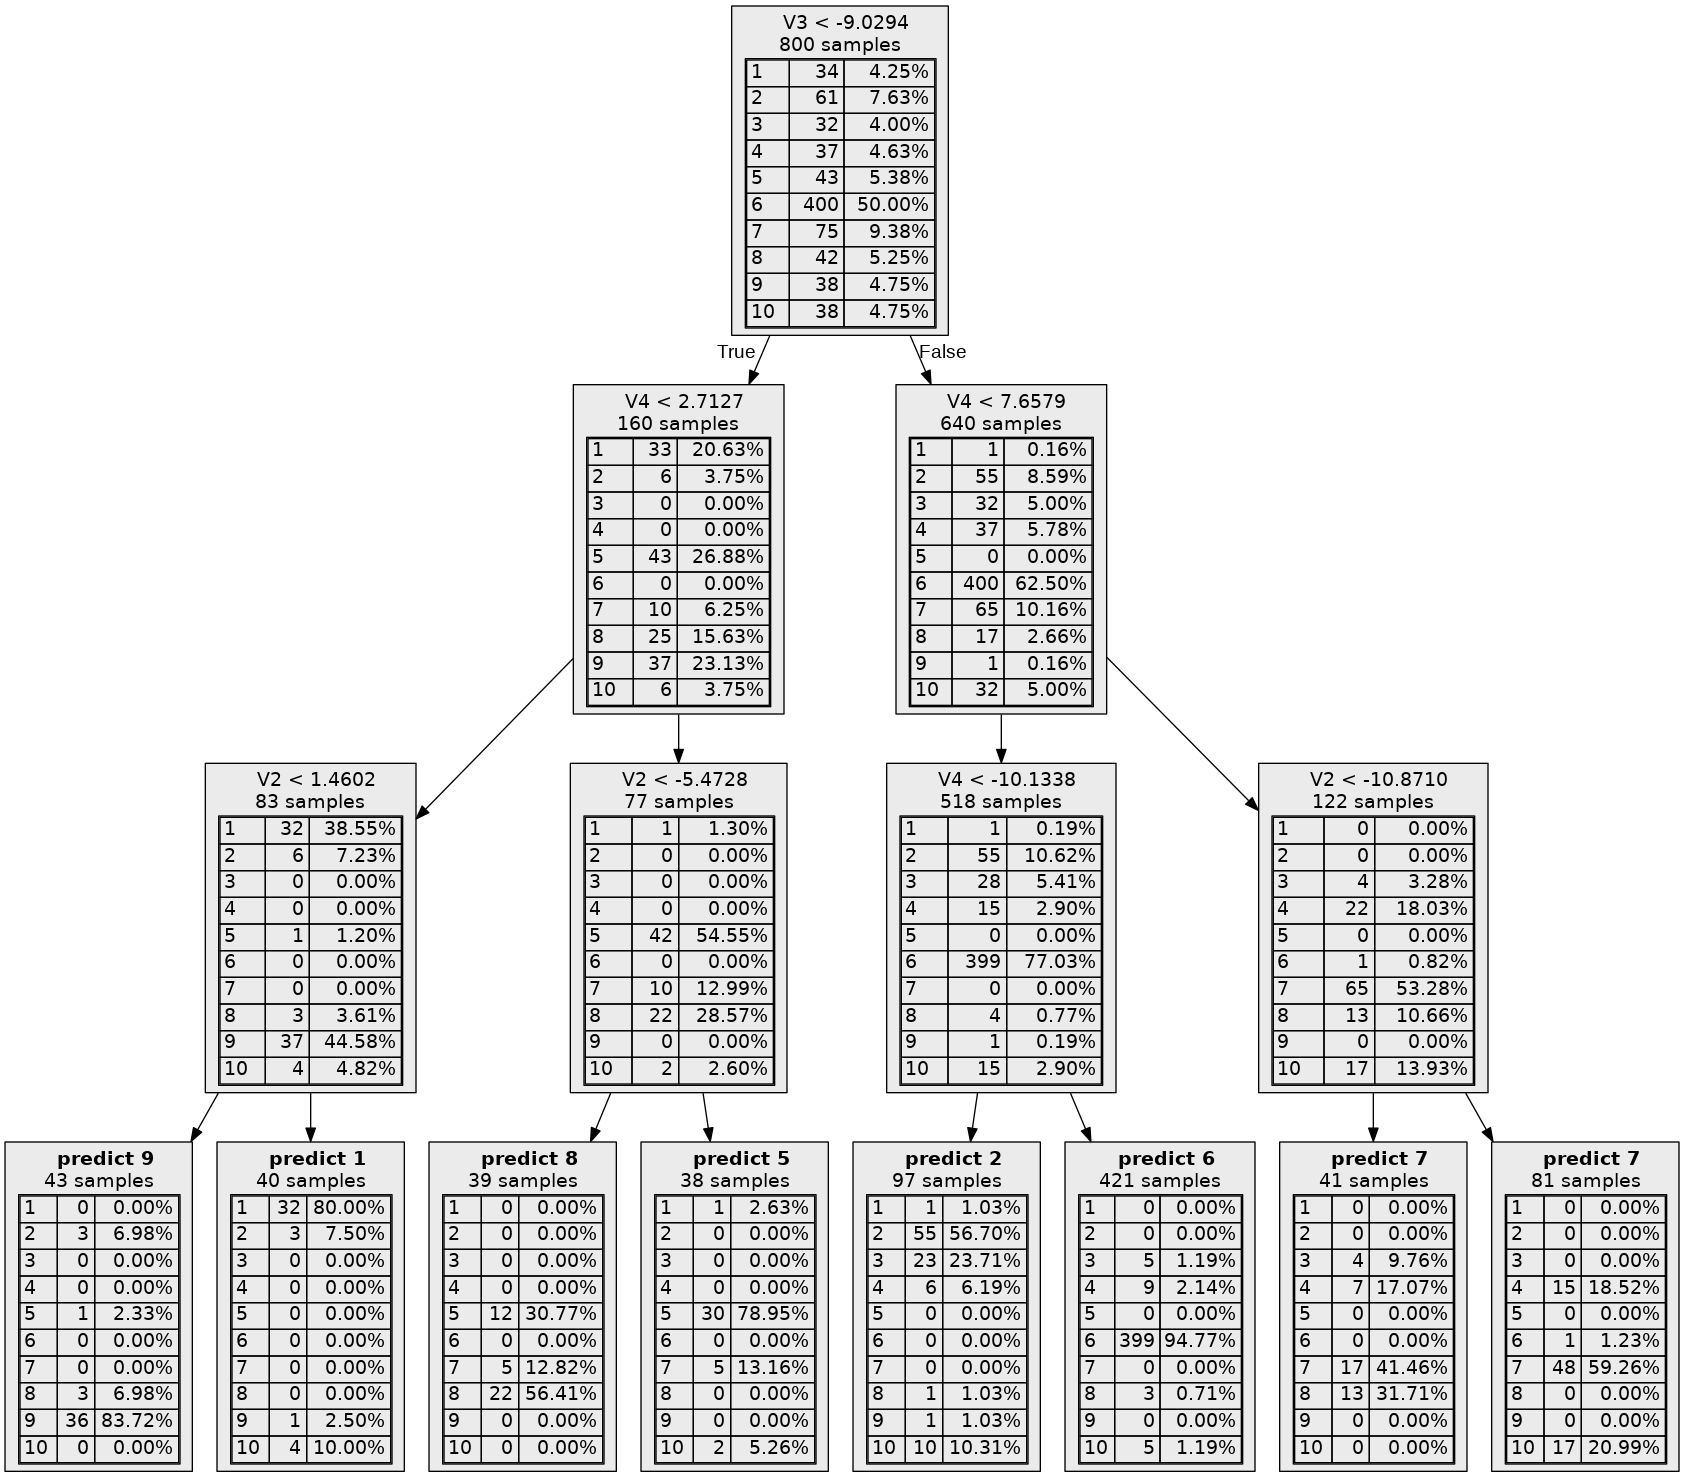 V3 < -9.0294
800 samples
1 34 4.25%
2 61 7.63%
3 32 4.00%
4 37 4.63%
5 43 5.38%
6 400 50.00%
7 75 9.38%
8 42 5.25%
9 38 4.75%
10 38 4.75%
True
False
V4 < 2.7127
160 samples
1 33 20.63%
2 6 3.75%
3 0 0.00%
4 0 0.00%
5 43 26.88%
6 0 0.00%
7 10 6.25%
8 25 15.63%
9 37 23.13%
10 6 3.75%
V4 < 7.6579
640 samples
1 1 0.16%
2 55 8.59%
3 32 5.00%
4 37 5.78%
5 0 0.00%
6 400 62.50%
7 65 10.16%
8 17 2.66%
9 1 0.16%
10 32 5.00%
V2 < 1.4602
83 samples
1 32 38.55%
2 6 7.23%
3 0 0.00%
4 0 0.00%
5 1 1.20%
6 0 0.00%
7 0 0.00%
8 3 3.61%
9 37 44.58%
10 4 4.82%
V2 < -5.4728
77 samples
1 1 1.30%
2 0 0.00%
3 0 0.00%
4 0 0.00%
5 42 54.55%
6 0 0.00%
7 10 12.99%
8 22 28.57%
9 0 0.00%
10 2 2.60%
V4 < -10.1338
518 samples
1 1 0.19%
2 55 10.62%
3 28 5.41%
4 15 2.90%
5 0 0.00%
6 399 77.03%
7 0 0.00%
8 4 0.77%
9 1 0.19%
10 15 2.90%
V2 < -10.8710
122 samples
1 0 0.00%
2 0 0.00%
3 4 3.28%
4 22 18.03%
5 0 0.00%
6 1 0.82%
7 65 53.28%
8 13 10.66%
9 0 0.00%
10 17 13.93%
predict 9
43 samples
1 0 0.00%
2 3 6.98%
3 0 0.00%
4 0 0.00%
5 1 2.33%
6 0 0.00%
7 0 0.00%
8 3 6.98%
9 36 83.72%
10 0 0.00%
predict 1
40 samples
1 32 80.00%
2 3 7.50%
3 0 0.00%
4 0 0.00%
5 0 0.00%
6 0 0.00%
7 0 0.00%
8 0 0.00%
9 1 2.50%
10 4 10.00%
predict 8
39 samples
1 0 0.00%
2 0 0.00%
3 0 0.00%
4 0 0.00%
5 12 30.77%
6 0 0.00%
7 5 12.82%
8 22 56.41%
9 0 0.00%
10 0 0.00%
predict 5
38 samples
1 1 2.63%
2 0 0.00%
3 0 0.00%
4 0 0.00%
5 30 78.95%
6 0 0.00%
7 5 13.16%
8 0 0.00%
9 0 0.00%
10 2 5.26%
predict 2
97 samples
1 1 1.03%
2 55 56.70%
3 23 23.71%
4 6 6.19%
5 0 0.00%
6 0 0.00%
7 0 0.00%
8 1 1.03%
9 1 1.03%
10 10 10.31%
predict 6
421 samples
1 0 0.00%
2 0 0.00%
3 5 1.19%
4 9 2.14%
5 0 0.00%
6 399 94.77%
7 0 0.00%
8 3 0.71%
9 0 0.00%
10 5 1.19%
predict 7
41 samples
1 0 0.00%
2 0 0.00%
3 4 9.76%
4 7 17.07%
5 0 0.00%
6 0 0.00%
7 17 41.46%
8 13 31.71%
9 0 0.00%
10 0 0.00%
predict 7
81 samples
1 0 0.00%
2 0 0.00%
3 0 0.00%
4 15 18.52%
5 0 0.00%
6 1 1.23%
7 48 59.26%
8 0 0.00%
9 0 0.00%
10 17 20.99%